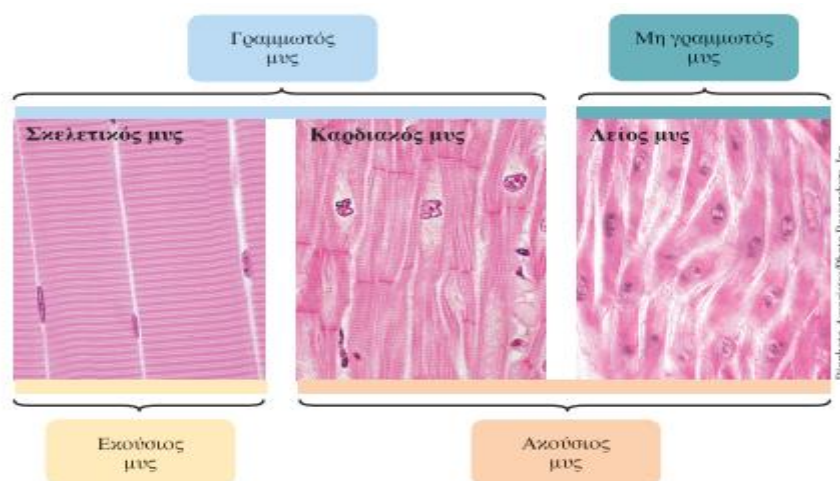 Γραμμωτός
μυς
Μη γραμμωτός
μυς
Σκελετικός μυς
Καρδιακός μυς
Λείος μυς
Εκούσιος
μυς
Ακούσιος
μυς